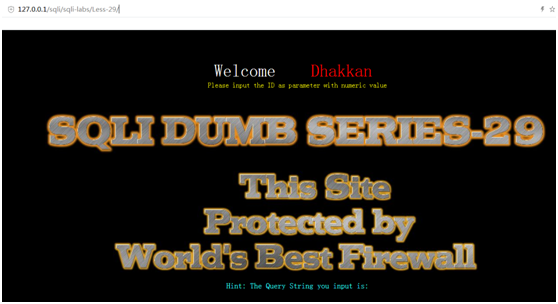 127.0.0.1/sqli/sqli-labs/Less-29/
Welcome Dhakkan
Please input the ID as parameter with numeric value
SQLI DUMB SERIES-29
This Site
Protected by
World's Best Firewall
Hint: The Query String you input is: